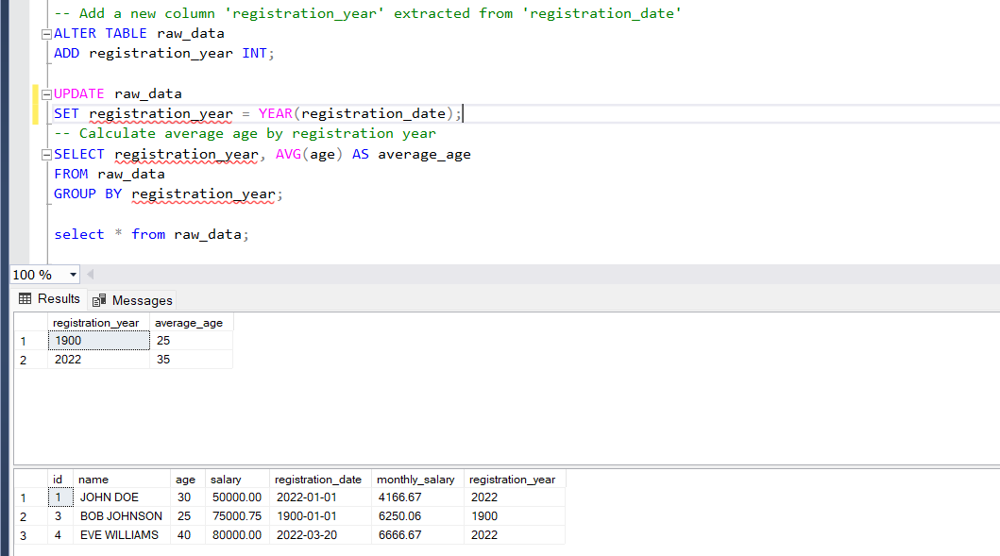 -- Add a new column 'registration_year' extracted from 'registration_date'
ALTER TABLE raw_data
ADD registration_year INT;
UPDATE raw_data
SET registration_year = YEAR(registration_date);
-- Calculate average age by registration year
SELECT registration_year, AVG(age) AS average_age
FROM raw_data
GROUP BY registration_year;
select * from raw_data;
100 %
Results Messages
registration_year average_age
1 1900 25
2 2022 35
id name age salary registration_date monthly_salary registration_year
1 1 JOHN DOE 30 50000.00 2022-01-01 4166.67 2022
2 3 BOB JOHNSON 25 75000.75 1900-01-01 6250.06 1900
3 4 EVE WILLIAMS 40 80000.00 2022-03-20 6666.67 2022